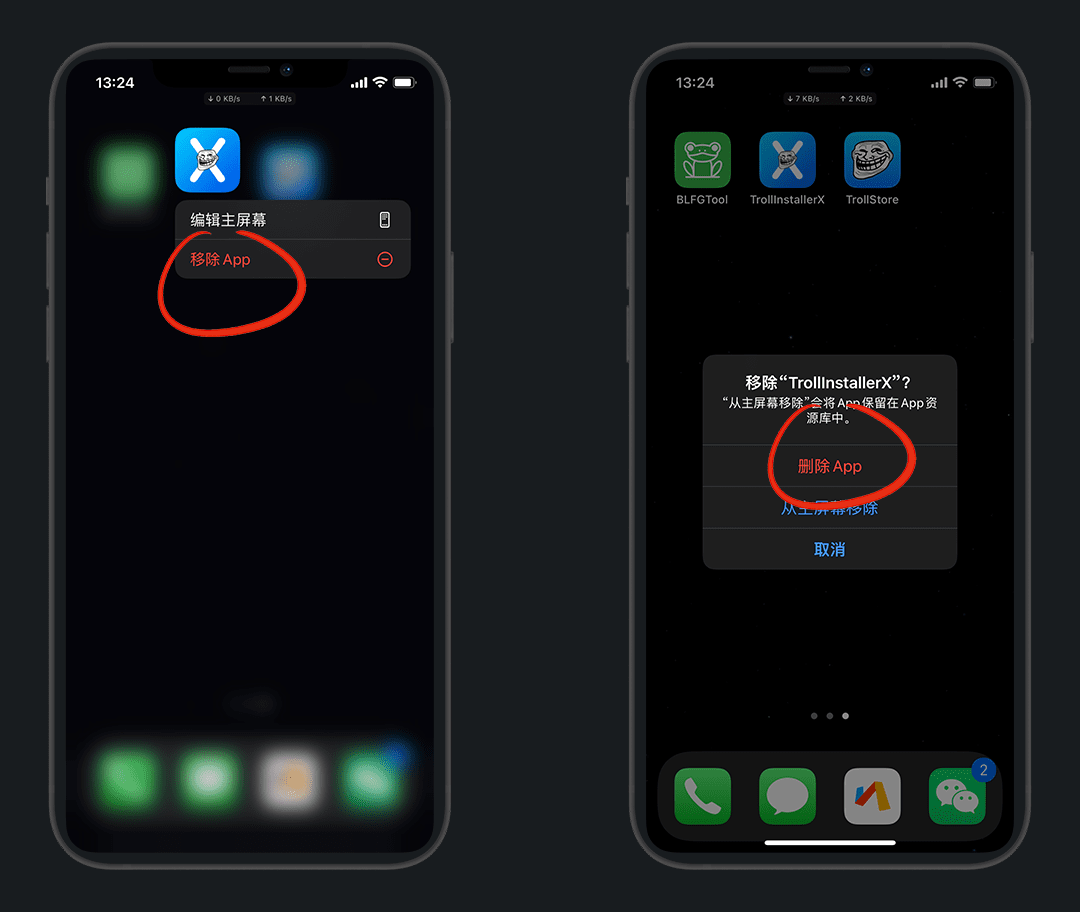 13:24
↓ 0 KB/s ↑ 1 KB/s
编辑主屏幕
移除 App
13:24
↓ 7 KB/s ↑ 2 KB/s
BLFGTool
TrollInstallerX
TrollStore
移除“TrollInstallerX”?
“从主屏幕移除”会将 App 保留在 App 资
源库中。
删除 App
从主屏幕移除
取消
2